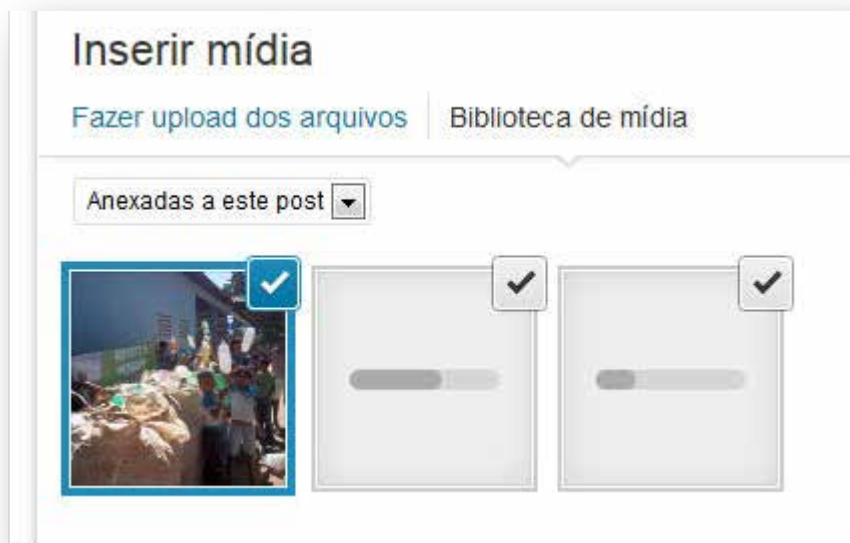 Inserir mídia
Fazer upload dos arquivos
Biblioteca de mídia
Anexadas a este post